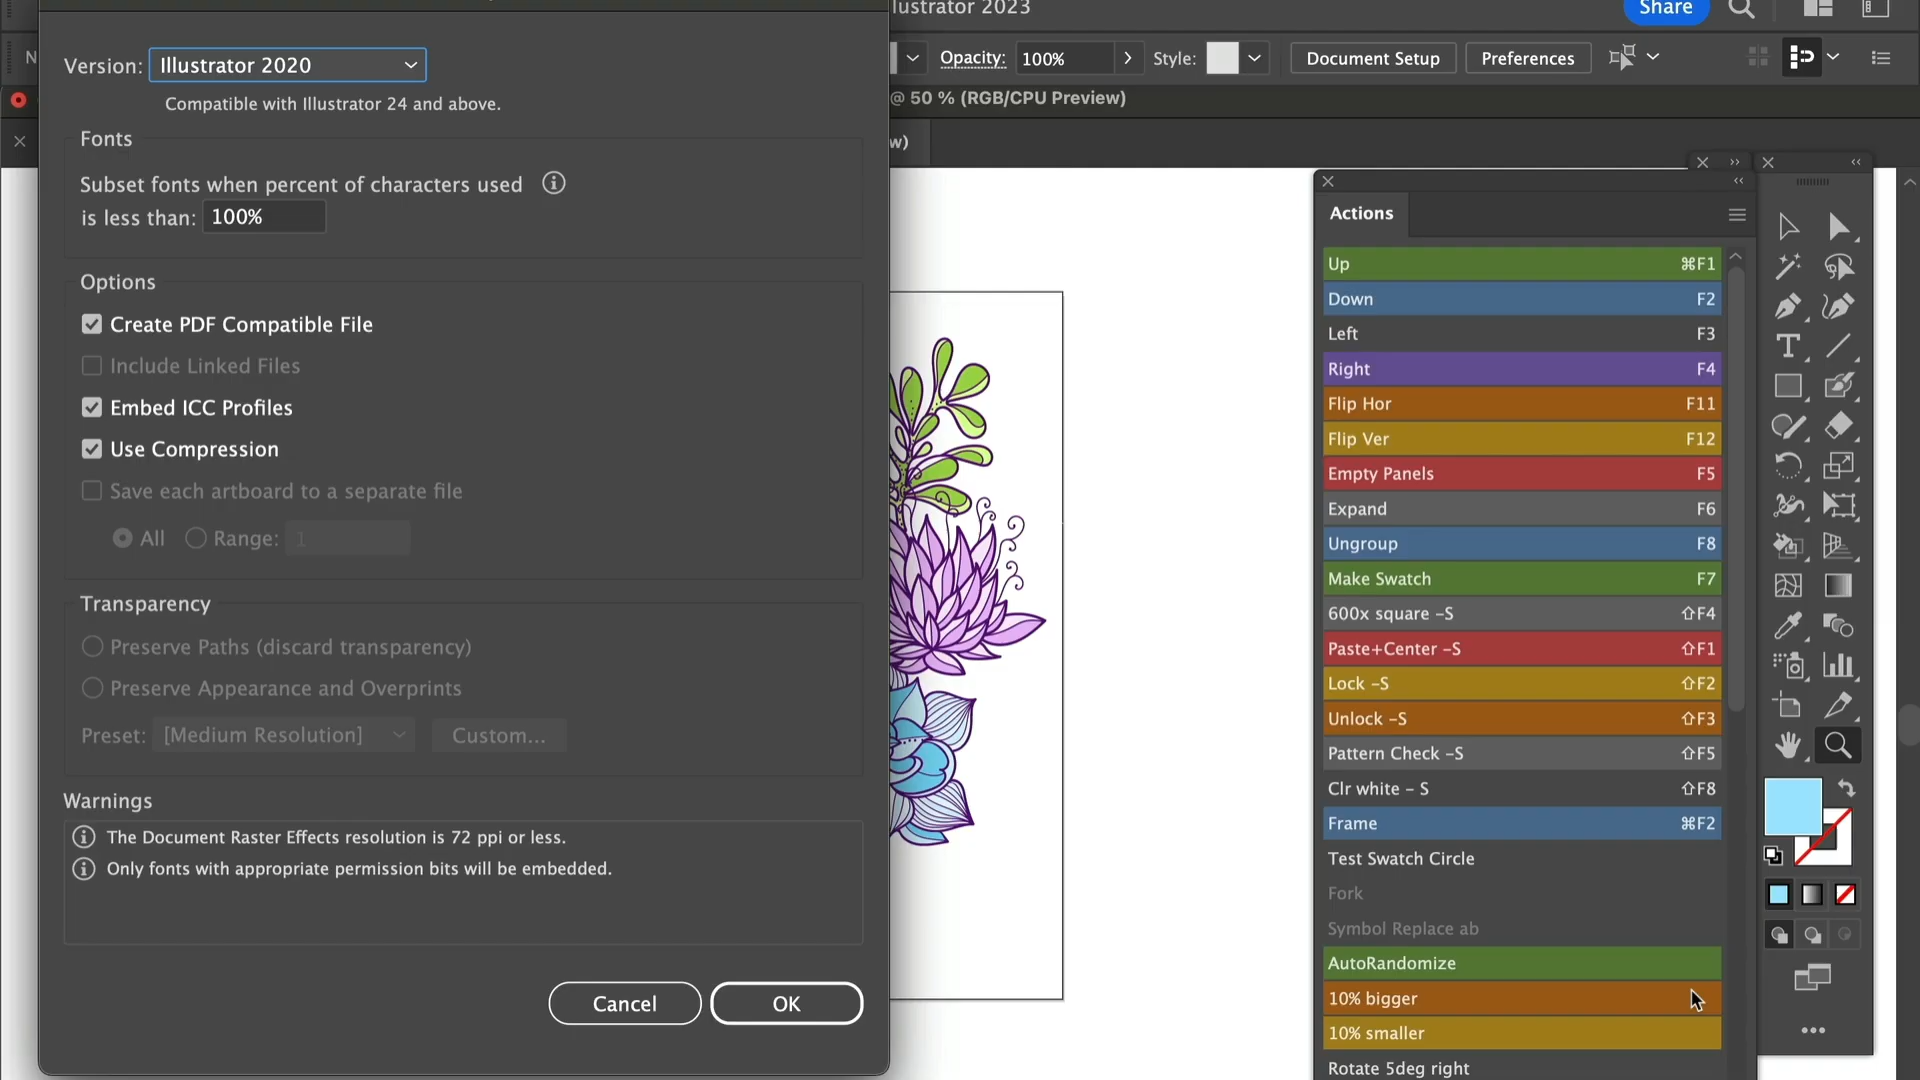 lustrator 2023
Share
N
Opacity:
100%
Style:
Document Setup
Preferences
@ 50 % (RGB/CPU Preview)
w)
Version:
Illustrator 2020
Compatible with Illustrator 24 and above.
Fonts
Subset fonts when percent of characters used
is less than:
100%
Options
Create PDF Compatible File
Include Linked Files
Embed ICC Profiles
Use Compression
Save each artboard to a separate file
All
Range:
1
Transparency
Preserve Paths (discard transparency)
Preserve Appearance and Overprints
Preset:
[Medium Resolution]
Custom...
Warnings
The Document Raster Effects resolution is 72 ppi or less.
Only fonts with appropriate permission bits will be embedded.
Cancel
OK
Actions
Up ⌘F1
Down F2
Left F3
Right F4
Flip Hor F11
Flip Ver F12
Empty Panels F5
Expand F6
Ungroup F8
Make Swatch F7
600x square -S ⇧F4
Paste+Center -S ⇧F1
Lock -S ⇧F2
Unlock -S ⇧F3
Pattern Check -S ⇧F5
Clr white - S ⇧F8
Frame ⌘F2
Test Swatch Circle
Fork
Symbol Replace ab
AutoRandomize
10% bigger
10% smaller
Rotate 5deg right